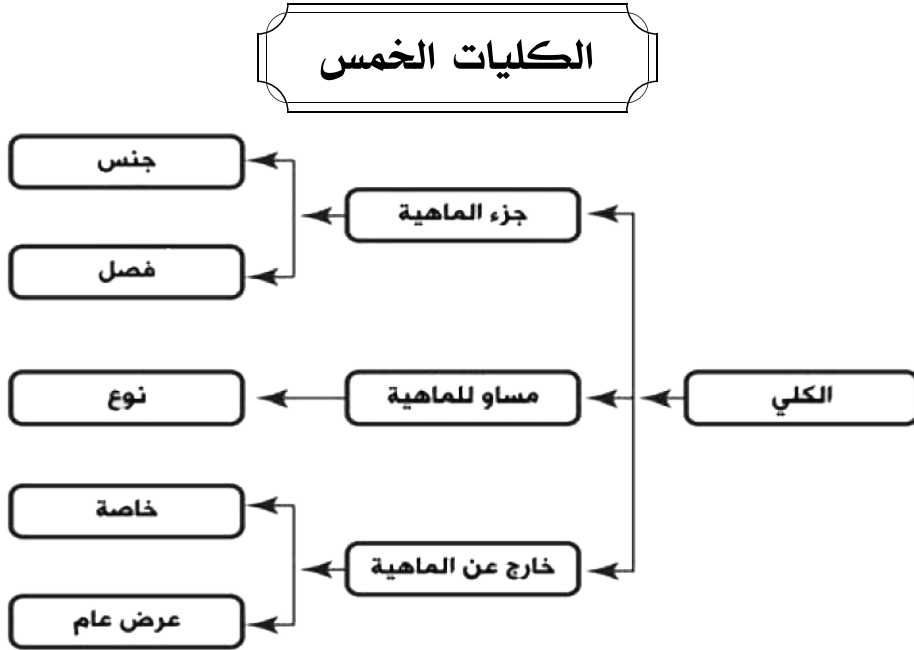 الكليات الخمس
الكلي
جزء الماهية
جنس
فصل
مساو للماهية
نوع
خارج عن الماهية
خاصة
عرض عام